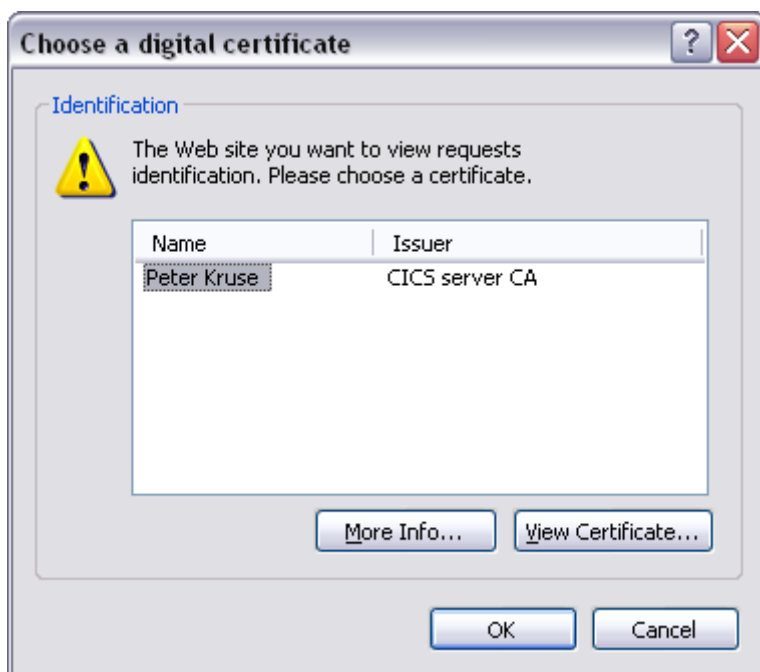 Choose a digital certificate
Identification
The Web site you want to view requests
identification. Please choose a certificate.
Name Issuer
Peter Kruse CICS server CA
More Info... View Certificate...
OK Cancel